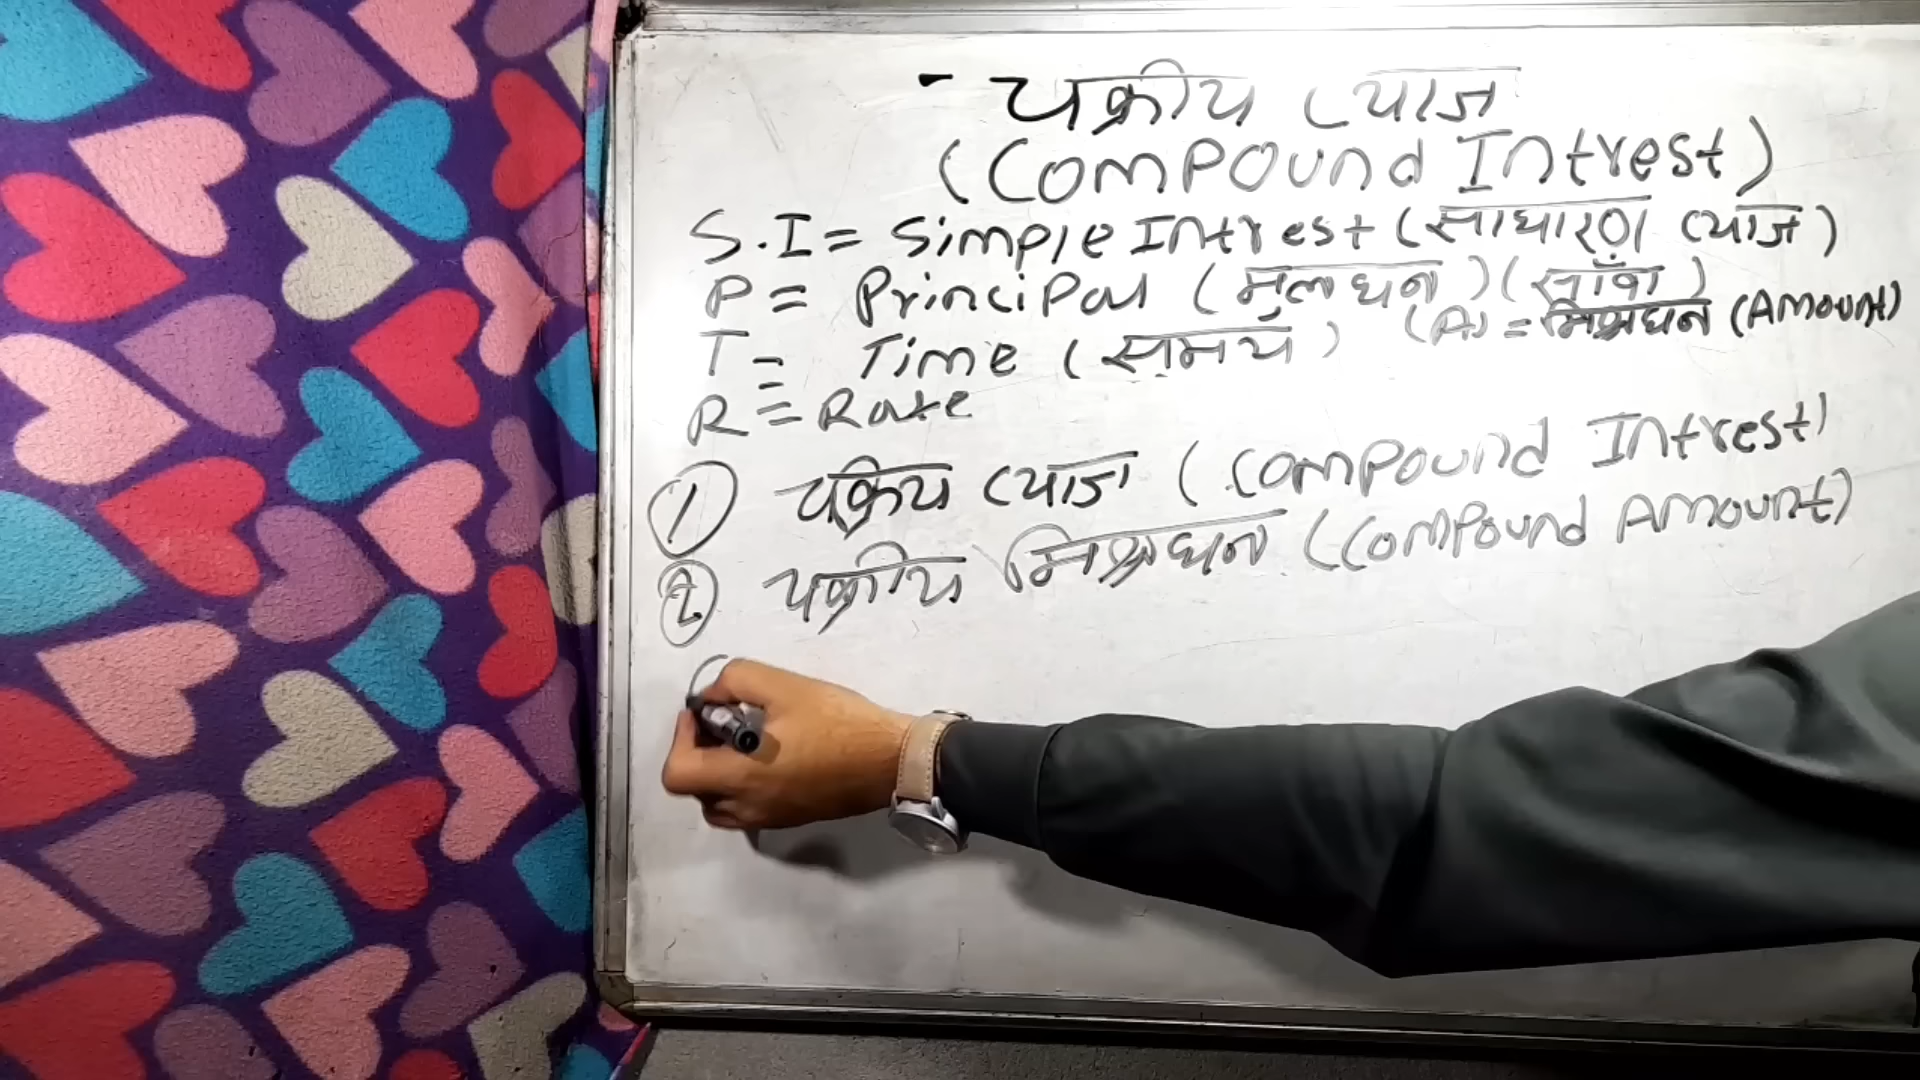 - चक्रीय ब्याज
(Compound Intrest)
S.I = Simple Intrest (साधारण ब्याज)
P = Principal (मुलधन) (साँवा)
T = Time (समय) (A) = मिश्रधन (Amount)
R = Rate
① चक्रिय ब्याज (Compound Intrest)
② चक्रीय मिश्रधन (Compound Amount)